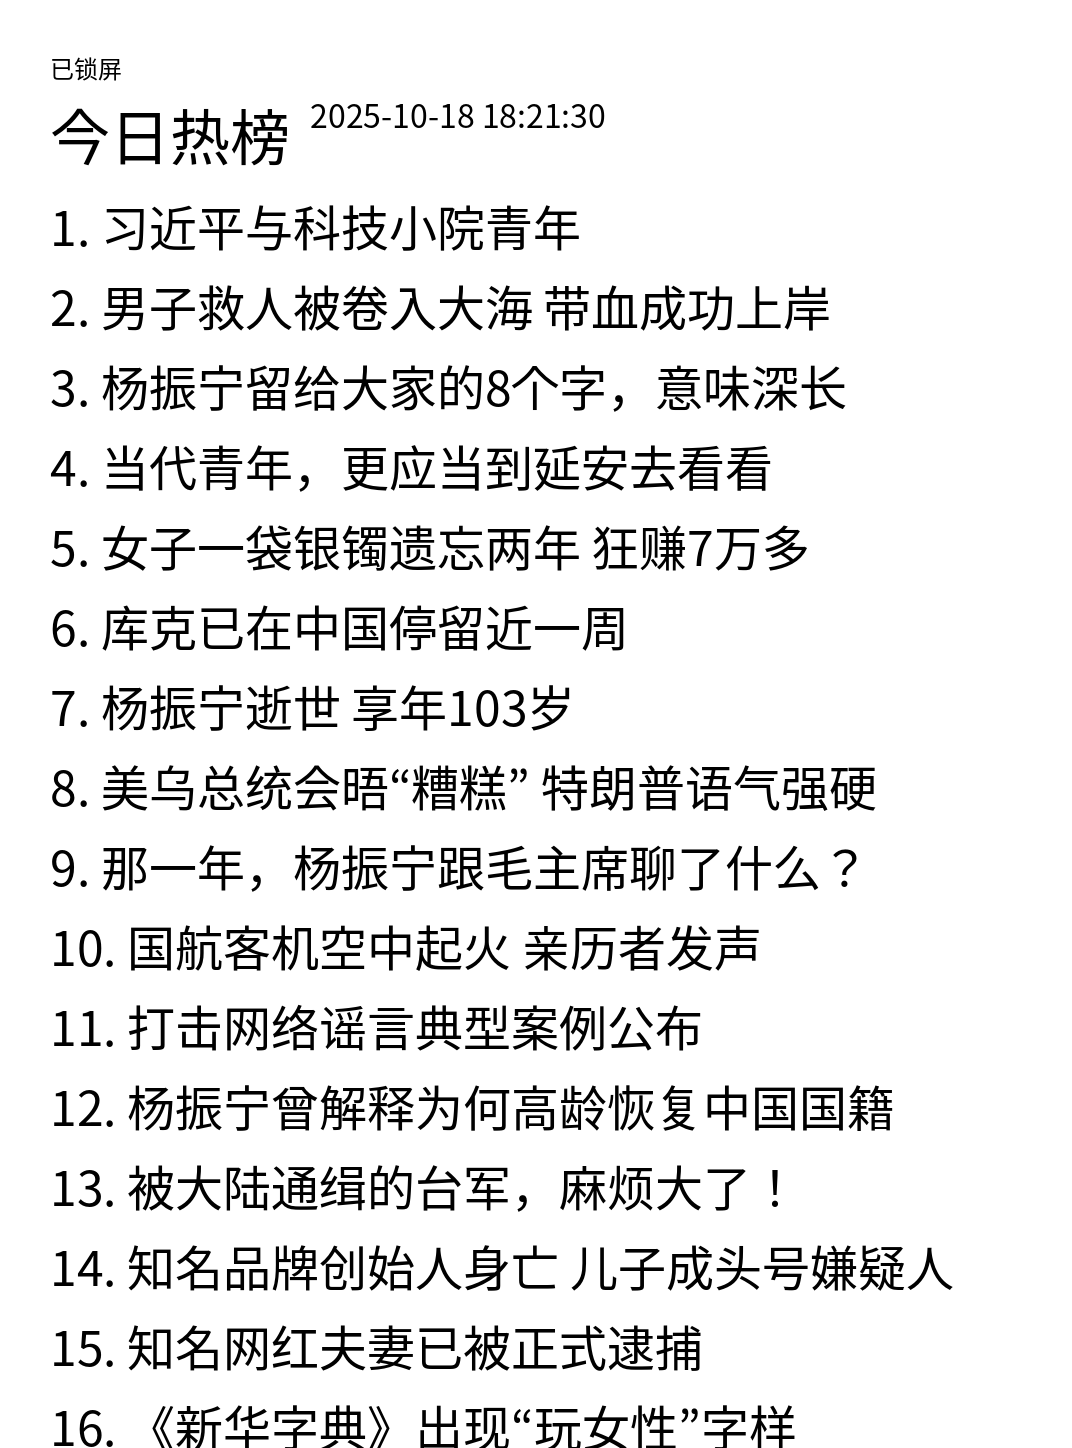 已锁屏
今日热榜 2025-10-18 18:21:30
1. 习近平与科技小院青年
2. 男子救人被卷入大海 带血成功上岸
3. 杨振宁留给大家的8个字，意味深长
4. 当代青年，更应当到延安去看看
5. 女子一袋银镯遗忘两年 狂赚7万多
6. 库克已在中国停留近一周
7. 杨振宁逝世 享年103岁
8. 美乌总统会晤“糟糕” 特朗普语气强硬
9. 那一年，杨振宁跟毛主席聊了什么？
10. 国航客机空中起火 亲历者发声
11. 打击网络谣言典型案例公布
12. 杨振宁曾解释为何高龄恢复中国国籍
13. 被大陆通缉的台军，麻烦大了！
14. 知名品牌创始人身亡 儿子成头号嫌疑人
15. 知名网红夫妻已被正式逮捕
16. 《新华字典》出现“玩女性”字样